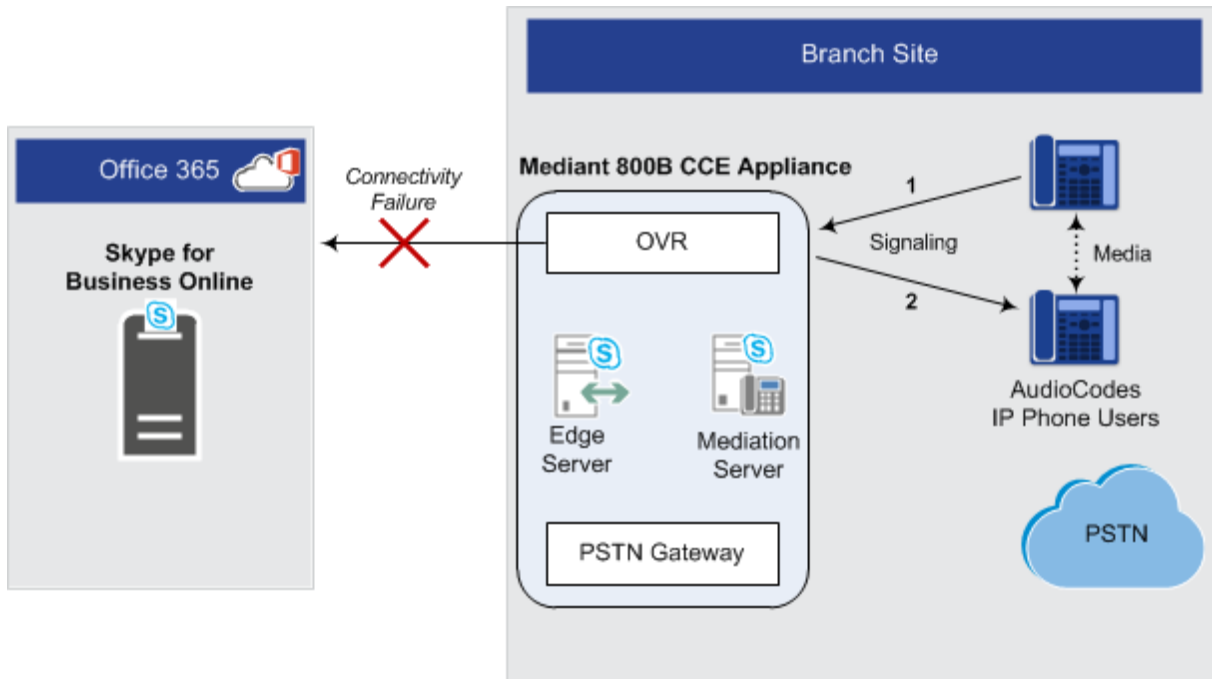 Branch Site
Office 365
Skype for
Business Online
Connectivity
Failure
Mediant 800B CCE Appliance
OVR
Edge
Server
Mediation
Server
PSTN Gateway
1
Signaling
2
Media
AudioCodes
IP Phone Users
PSTN